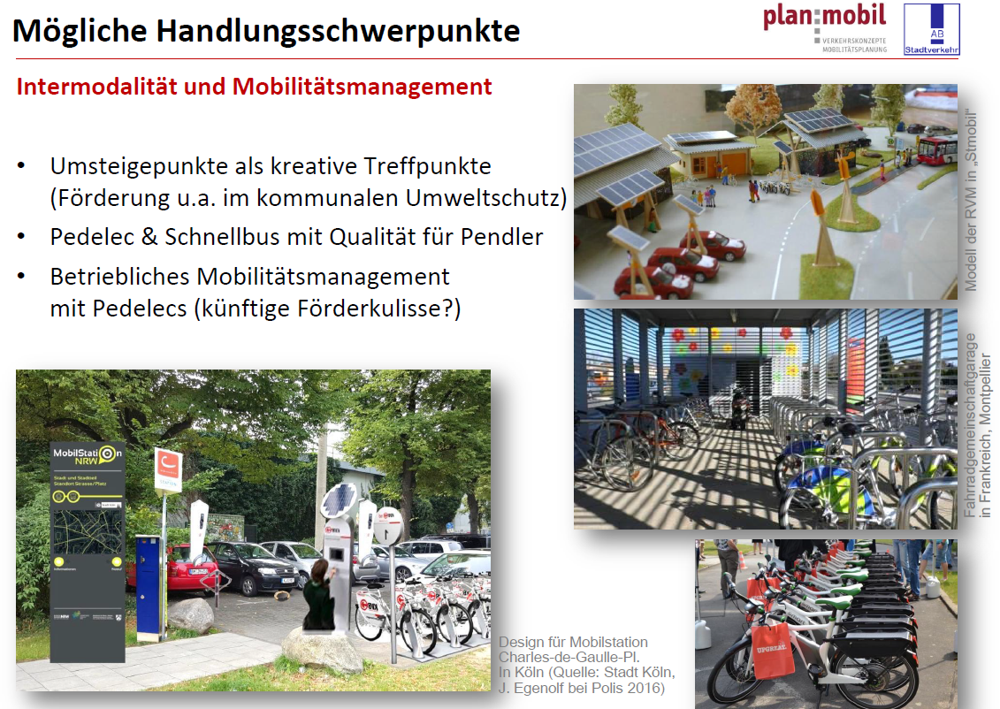 Mögliche Handlungsschwerpunkte
plan:mobil
VERKEHRSKONZEPTE
MOBILITÄTSPLANUNG
AB
Stadtverkehr
Intermodalität und Mobilitätsmanagement
• Umsteigepunkte als kreative Treffpunkte
(Förderung u.a. im kommunalen Umweltschutz)
• Pedelec & Schnellbus mit Qualität für Pendler
• Betriebliches Mobilitätsmanagement
mit Pedelecs (künftige Förderkulisse?)
Modell der RVM in „Stmobil“
Fahrradgemeinschaftgarage
in Frankreich, Montpellier
MobilStation
NRW
Stadt und Stadtteil
Standort Strasse/Platz
Informationen
STATION
Design für Mobilstation
Charles-de-Gaulle-Pl.
In Köln (Quelle: Stadt Köln,
J. Egenolf bei Polis 2016)
UPGREAT.